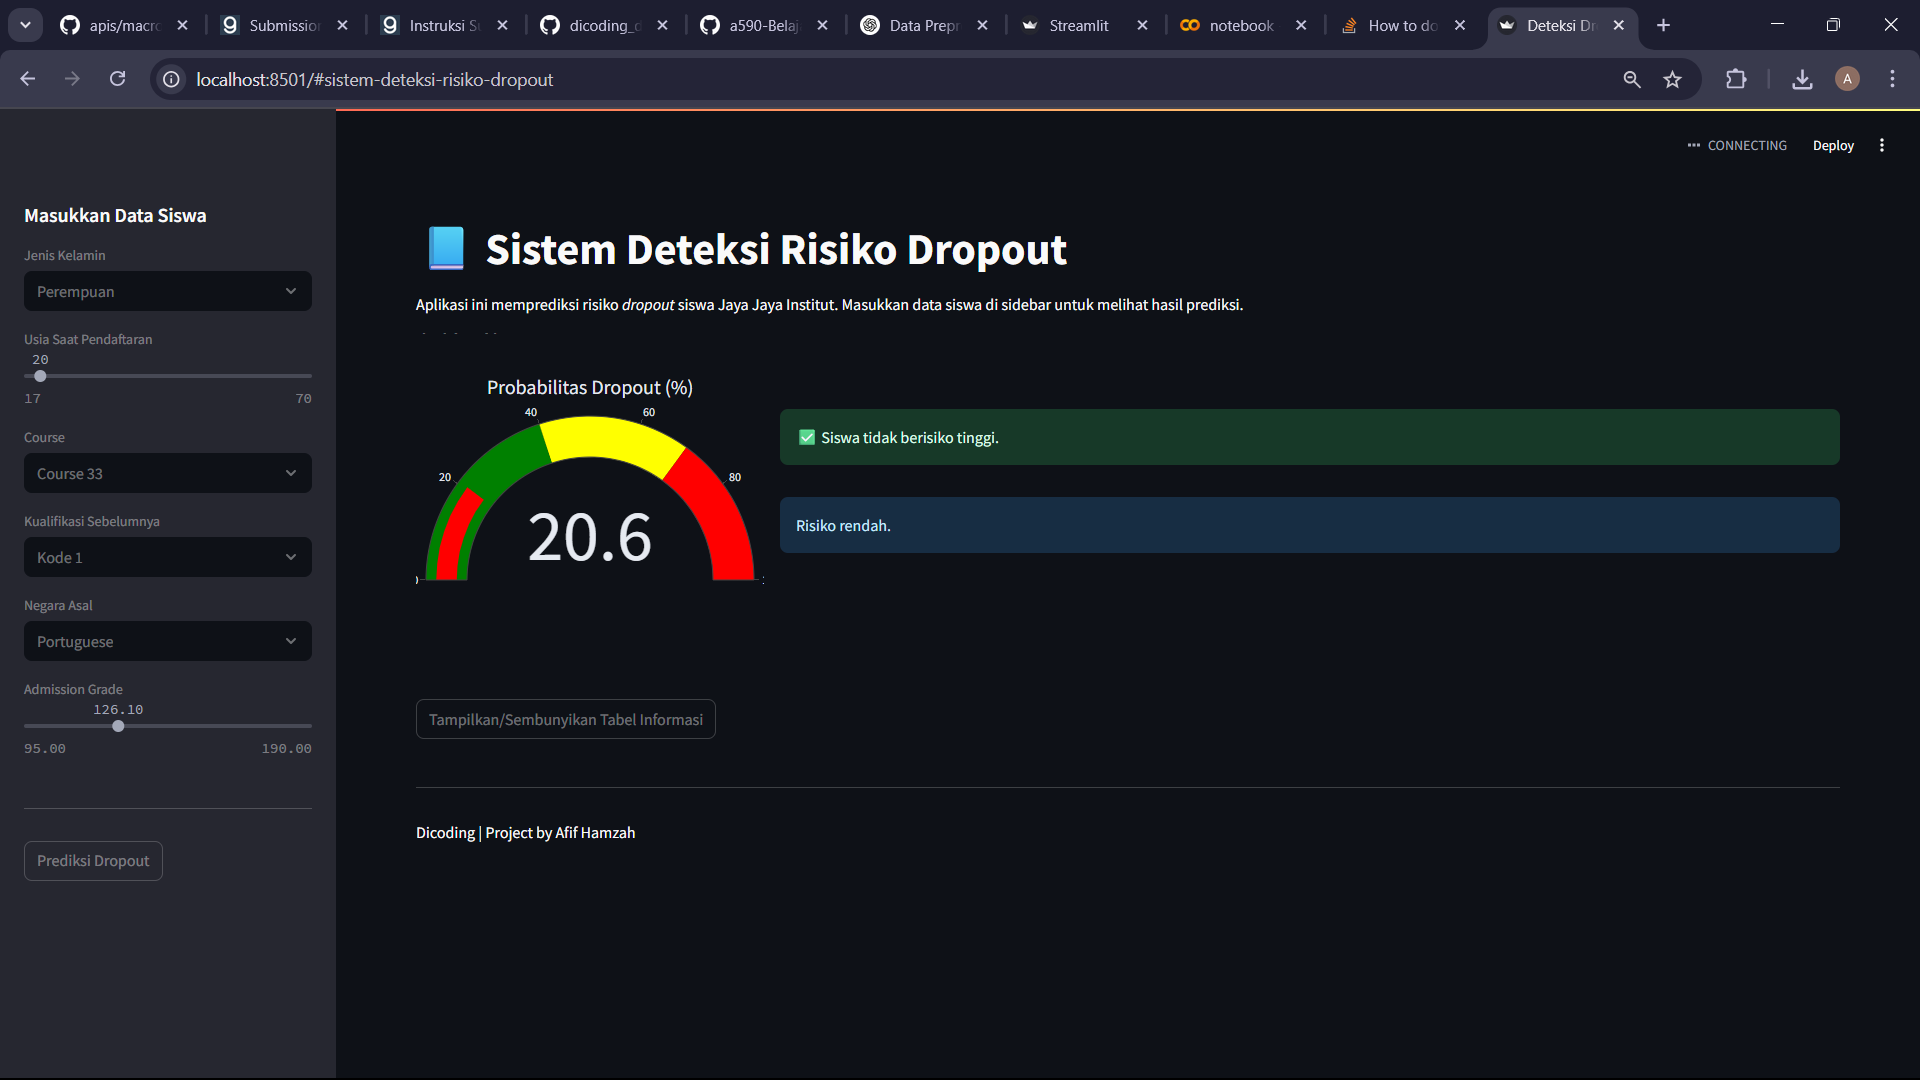 apis/macro
Submission
Instruksi Su
dicoding_d
a590-Belaj
Data Prepr
Streamlit
notebook
How to do
Deteksi Dr
localhost:8501/#sistem-deteksi-risiko-dropout
A
CONNECTING
Deploy
Masukkan Data Siswa
Jenis Kelamin
Perempuan
Usia Saat Pendaftaran
20
17 70
Course
Course 33
Kualifikasi Sebelumnya
Kode 1
Negara Asal
Portuguese
Admission Grade
126.10
95.00 190.00
Prediksi Dropout
Sistem Deteksi Risiko Dropout
Aplikasi ini memprediksi risiko dropout siswa Jaya Jaya Institut. Masukkan data siswa di sidebar untuk melihat hasil prediksi.
Probabilitas Dropout (%)
40 60
20 80
20.6
Siswa tidak berisiko tinggi.
Risiko rendah.
Tampilkan/Sembunyikan Tabel Informasi
Dicoding | Project by Afif Hamzah